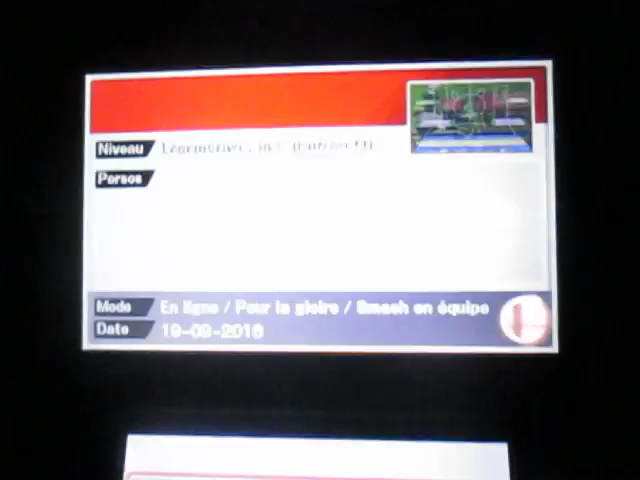 Niveau
Persos
Mode En ligne / Pour la gloire / Smash en équipe
Date 19-09-2016